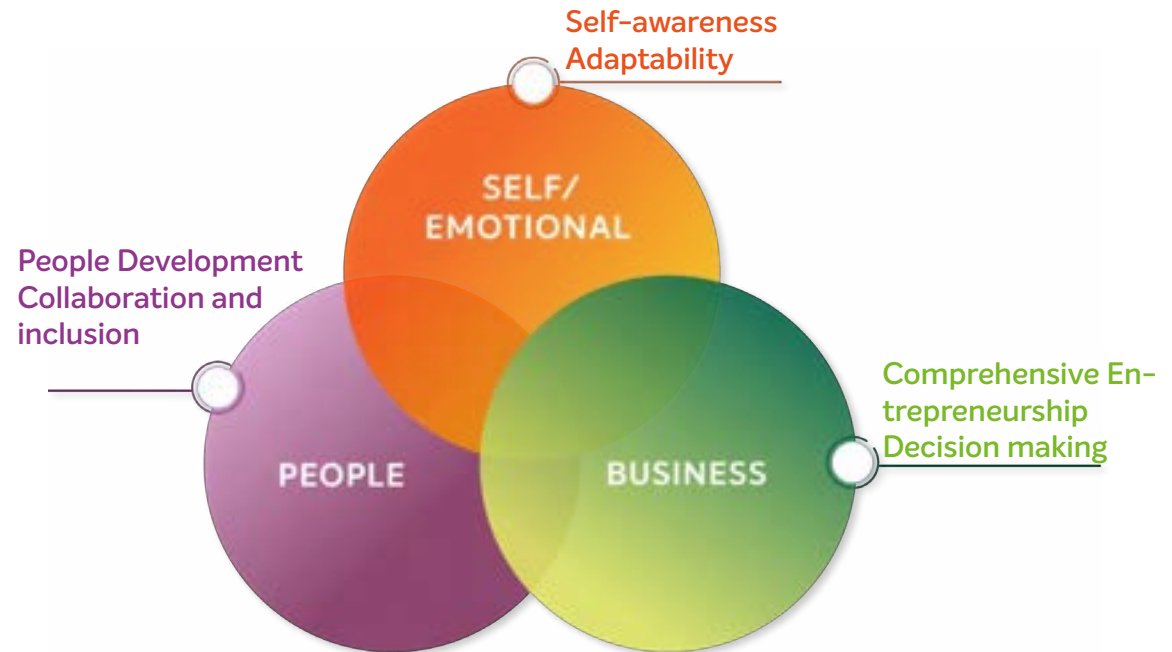 Self-awareness
Adaptability
SELF/
EMOTIONAL
People Development
Collaboration and
inclusion
Comprehensive En-
trepreneurship
Decision making
PEOPLE
BUSINESS